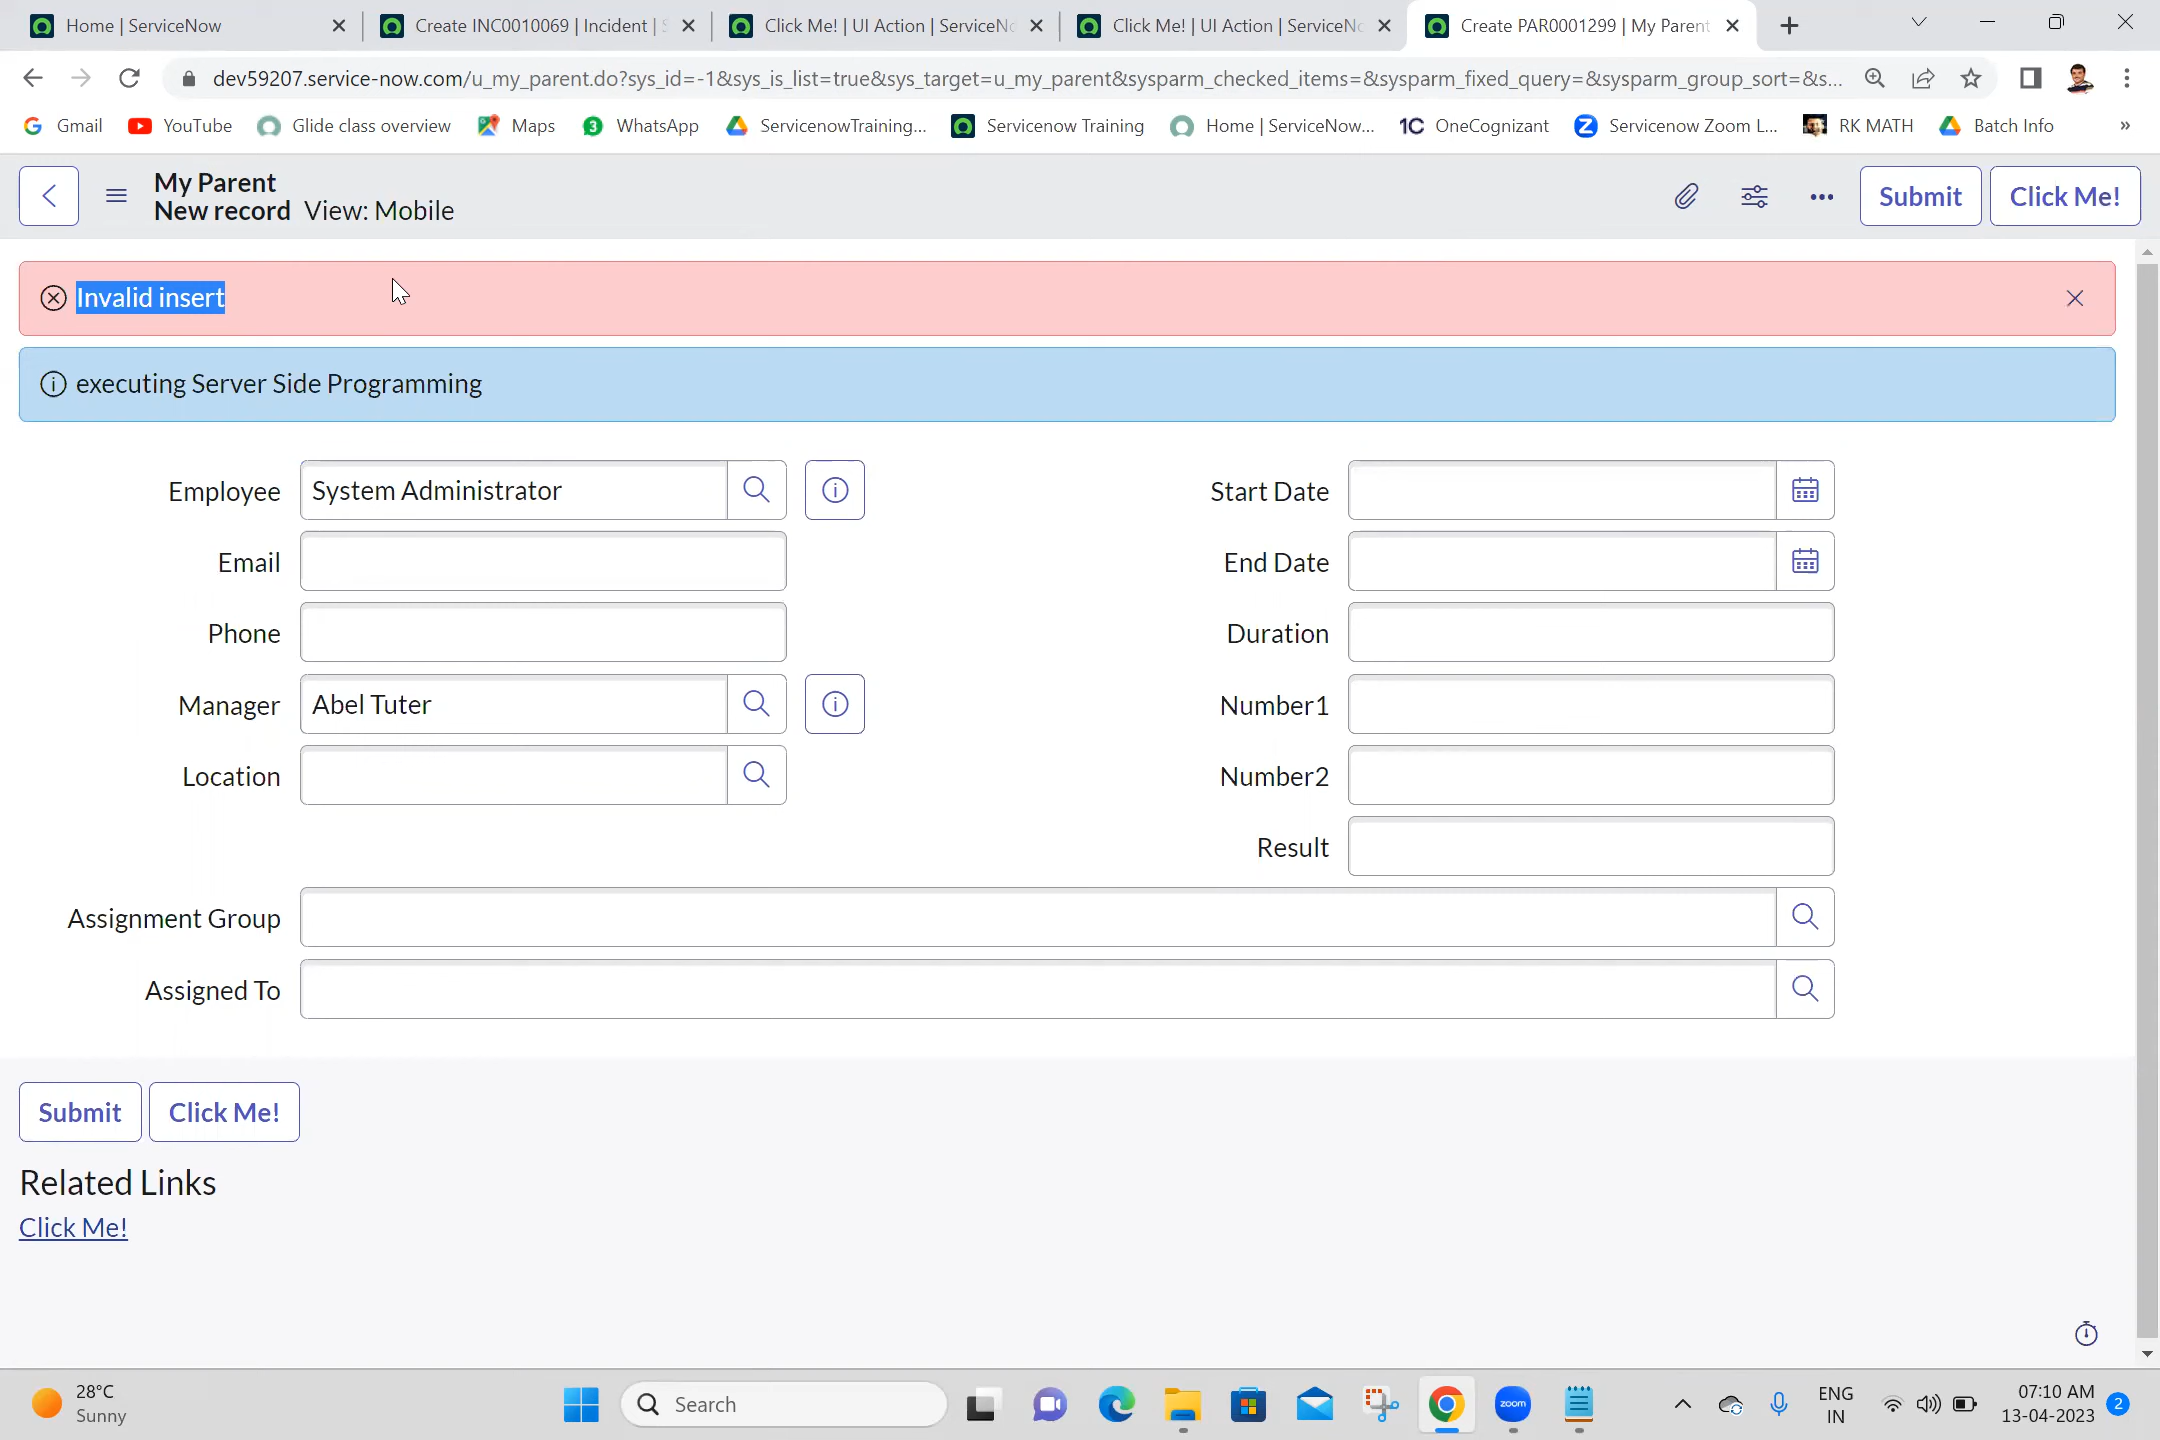 Home | ServiceNow
Create INC0010069 | Incident | S
Click Me! | UI Action | ServiceNo
Click Me! | UI Action | ServiceNo
Create PAR0001299 | My Parent
dev59207.service-now.com/u_my_parent.do?sys_id=-1&sys_is_list=true&sys_target=u_my_parent&sysparm_checked_items=&sysparm_fixed_query=&sysparm_group_sort=&s...
Gmail
YouTube
Glide class overview
Maps
3
WhatsApp
ServicenowTraining...
Servicenow Training
Home | ServiceNow...
1C OneCognizant
Z Servicenow Zoom L...
RK MATH
Batch Info
»
My Parent
New record View: Mobile
Submit
Click Me!
Invalid insert
executing Server Side Programming
Employee System Administrator
Start Date
Email
End Date
Phone
Duration
Manager Abel Tuter
Number1
Location
Number2
Result
Assignment Group
Assigned To
Submit
Click Me!
Related Links
Click Me!
28°C
Sunny
Search
zoom
ENG
IN
07:10 AM
13-04-2023
2